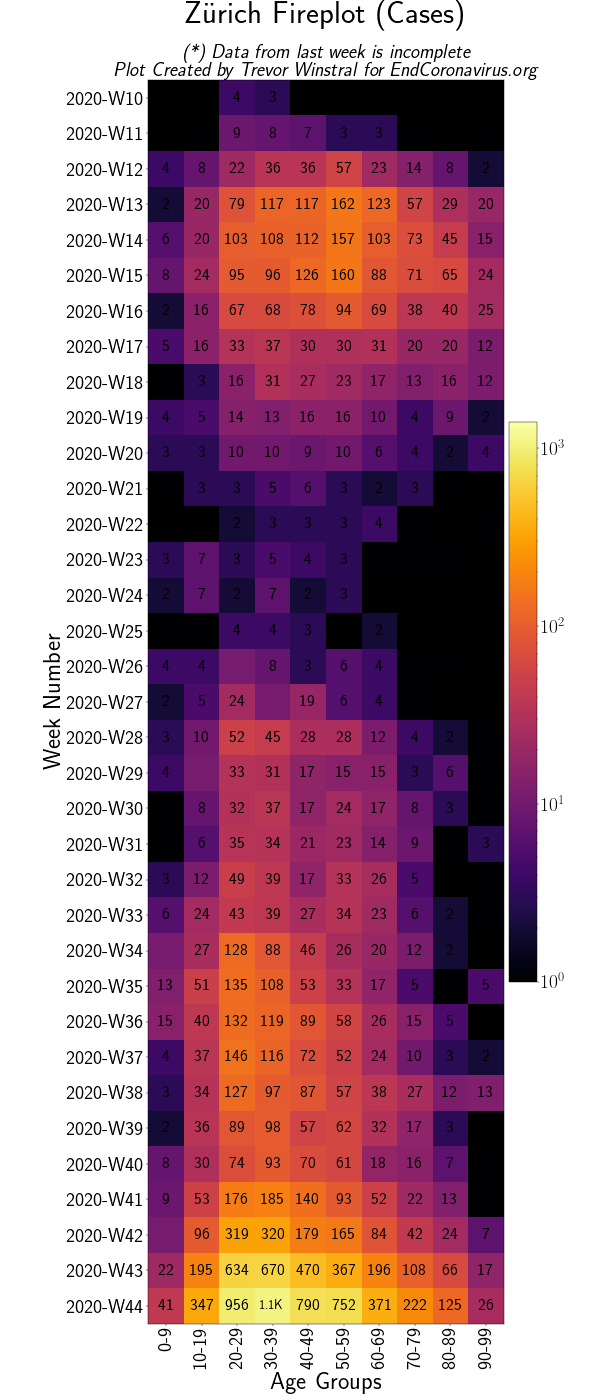 Zürich Fireplot (Cases)
(*) Data from last week is incomplete
Plot Created by Trevor Winstral for EndCoronavirus.org
2020-W10 4 3
2020-W11 9 8 7 3 3
2020-W12 4 8 22 36 36 57 23 14 8 2
2020-W13 2 20 79 117 117 162 123 57 29 20
2020-W14 6 20 103 108 112 157 103 73 45 15
2020-W15 8 24 95 96 126 160 88 71 65 24
2020-W16 2 16 67 68 78 94 69 38 40 25
2020-W17 5 16 33 37 30 30 31 20 20 12
2020-W18 3 16 31 27 23 17 13 16 12
2020-W19 4 5 14 13 16 16 10 4 9 2
2020-W20 3 3 10 10 9 10 6 4 2 4
2020-W21 3 3 5 6 3 2 3
2020-W22 2 3 3 3 4
2020-W23 3 7 3 5 4 3
2020-W24 2 7 2 7 2 3
2020-W25 4 4 3 2
2020-W26 4 4 8 3 6 4
2020-W27 2 5 24 19 6 4
2020-W28 3 10 52 45 28 28 12 4 2
2020-W29 4 33 31 17 15 15 3 6
2020-W30 8 32 37 17 24 17 8 3
2020-W31 6 35 34 21 23 14 9 3
2020-W32 3 12 49 39 17 33 26 5
2020-W33 6 24 43 39 27 34 23 6 2
2020-W34 27 128 88 46 26 20 12 2
2020-W35 13 51 135 108 53 33 17 5 5
2020-W36 15 40 132 119 89 58 26 15 5
2020-W37 4 37 146 116 72 52 24 10 3 2
2020-W38 3 34 127 97 87 57 38 27 12 13
2020-W39 2 36 89 98 57 62 32 17 3
2020-W40 8 30 74 93 70 61 18 16 7
2020-W41 9 53 176 185 140 93 52 22 13
2020-W42 96 319 320 179 165 84 42 24 7
2020-W43 22 195 634 670 470 367 196 108 66 17
2020-W44 41 347 956 1.1K 790 752 371 222 125 26
0-9 10-19 20-29 30-39 40-49 50-59 60-69 70-79 80-89 90-99
Age Groups
Week Number
10³
10²
10¹
10⁰